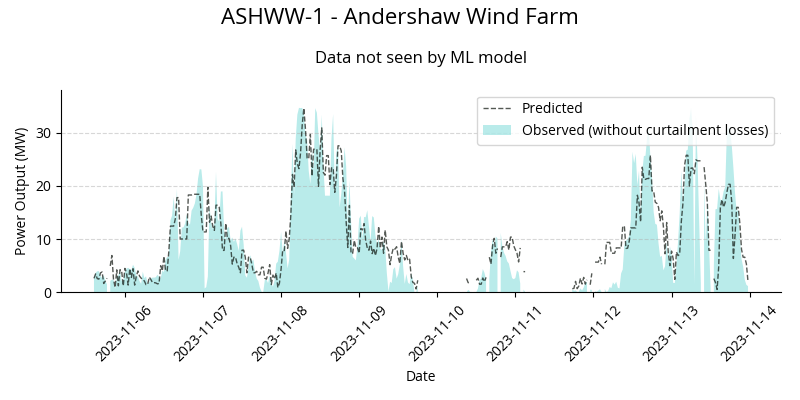 ASHWW-1 - Andershaw Wind Farm
Data not seen by ML model
Predicted
Observed (without curtailment losses)
Power Output (MW)
30
20
10
0
2023-11-06
2023-11-07
2023-11-08
2023-11-09
2023-11-10
2023-11-11
2023-11-12
2023-11-13
2023-11-14
Date